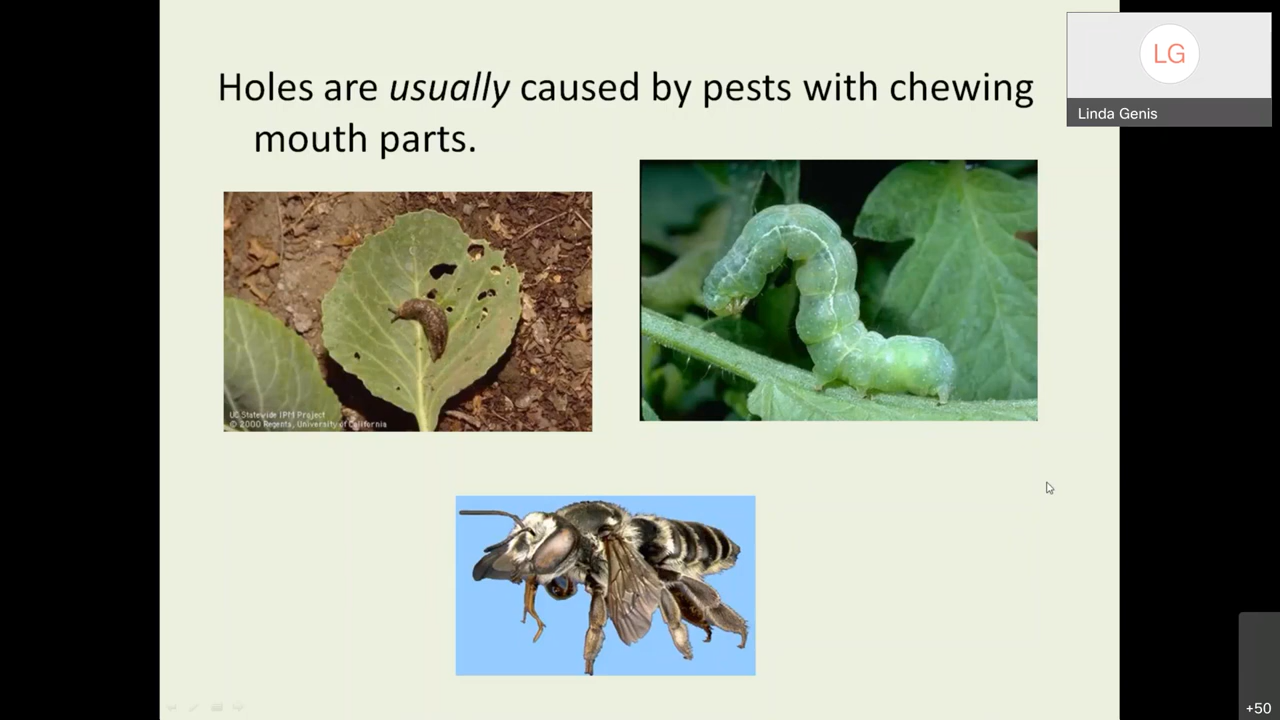 Holes are usually caused by pests with chewing
mouth parts.
LG
Linda Genis
UC Statewide IPM Project
© 2000 Regents, University of California
+50